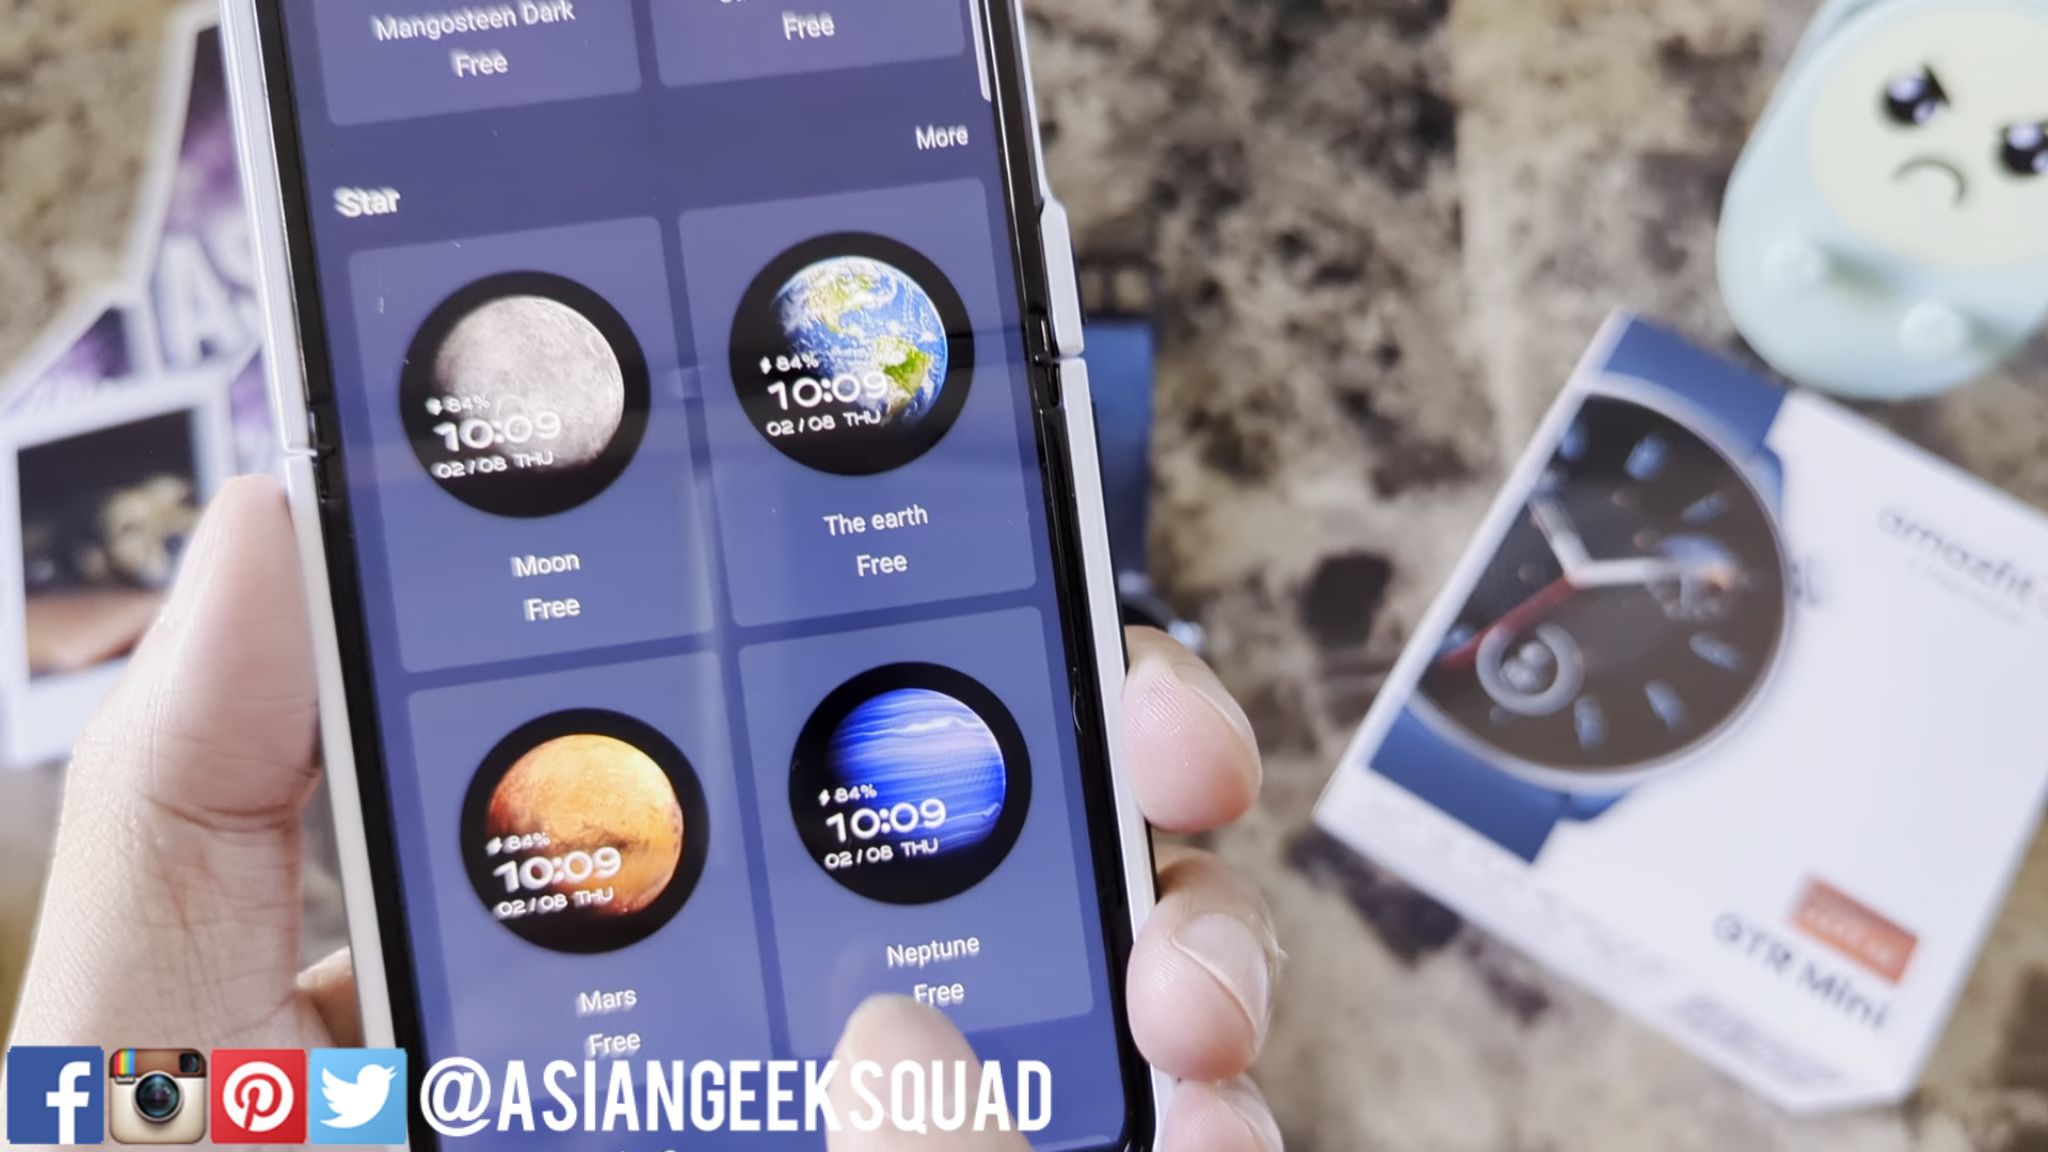 Mangosteen Dark
Free
Free
More
Star
84%
10:09
02/08 THU
Moon
Free
84%
10:09
02/08 THU
The earth
Free
84%
10:09
02/08 THU
Mars
Free
84%
10:09
02/08 THU
Neptune
Free
AS
amazfit
GTR Mini
@ASIANGEEKSQUAD